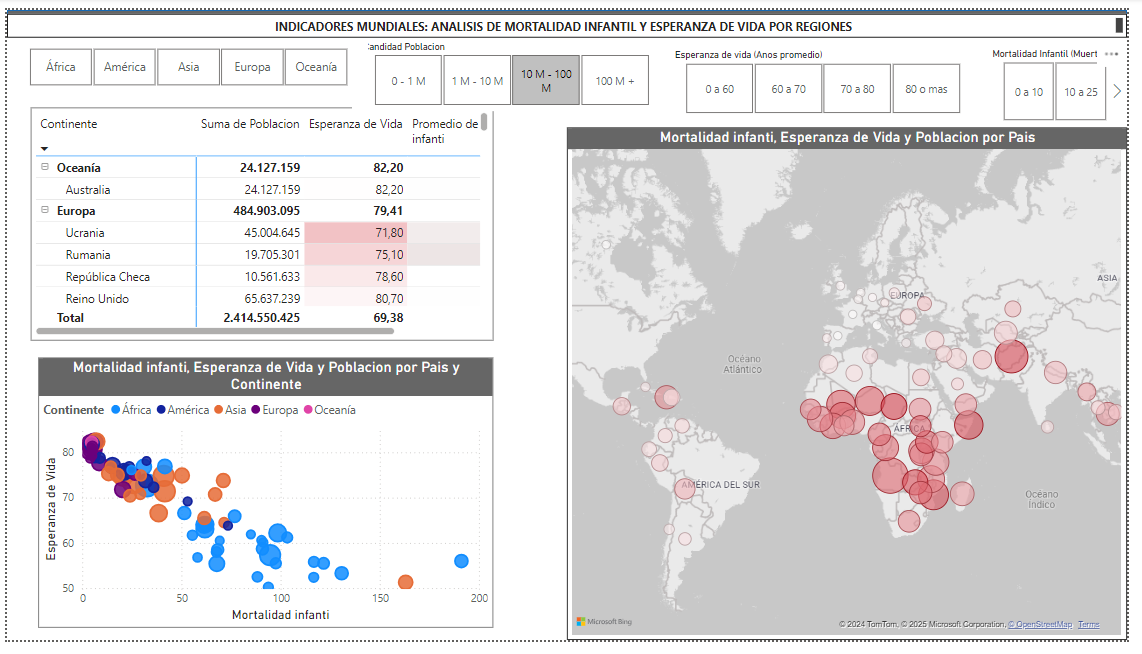 INDICADORES MUNDIALES: ANALISIS DE MORTALIDAD INFANTIL Y ESPERANZA DE VIDA POR REGIONES
África América Asia Europa Oceanía
andidad Poblacion
0 - 1 M 1 M - 10 M 10 M - 100 M 100 M +
Esperanza de vida (Anos promedio)
0 a 60 60 a 70 70 a 80 80 o mas
Mortalidad Infantil (Muert
0 a 10 10 a 25
Continente Suma de Poblacion Esperanza de Vida Promedio de
infanti
Oceanía 24.127.159 82,20
Australia 24.127.159 82,20
Europa 484.903.095 79,41
Ucrania 45.004.645 71,80
Rumania 19.705.301 75,10
República Checa 10.561.633 78,60
Reino Unido 65.637.239 80,70
Total 2.414.550.425 69,38
Mortalidad infanti, Esperanza de Vida y Poblacion por Pais y
Continente
Continente África América Asia Europa Oceanía
Esperanza de Vida
80
70
60
50
0 50 100 150 200
Mortalidad infanti
Mortalidad infanti, Esperanza de Vida y Poblacion por Pais
ASIA
EUROPA
Océano
Atlántico
ÁFRICA
AMÉRICA DEL SUR
Océano
Índico
Microsoft Bing
© 2024 TomTom, © 2025 Microsoft Corporation, © OpenStreetMap Terms